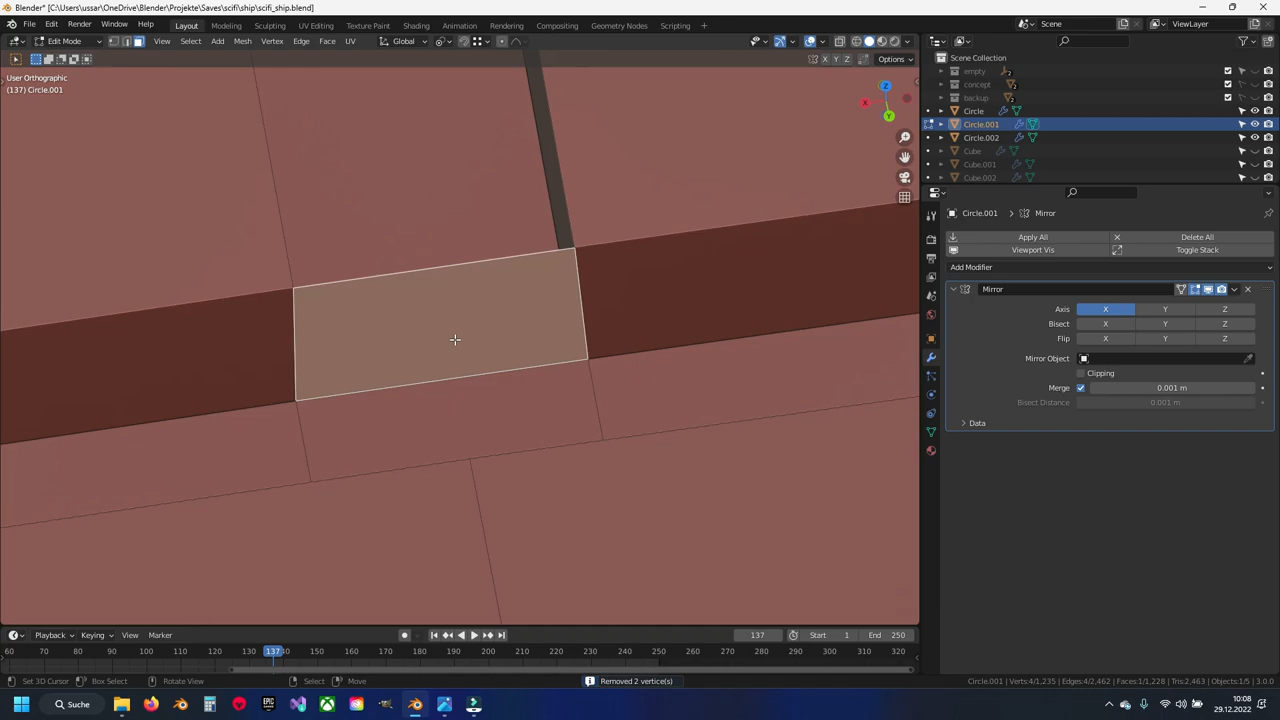 Blender* [C:\Users\ussar\OneDrive\Blender\Projekte\Saves\scifi\ship\scifi_ship.blend]
File Edit Render Window Help Layout Modeling Sculpting UV Editing Texture Paint Shading Animation Rendering Compositing Geometry Nodes Scripting + Scene ViewLayer
Edit Mode View Select Add Mesh Vertex Edge Face UV Global
X Y Z Options
User Orthographic
(137) Circle.001
Z
X
Y
Scene Collection
empty 2
concept 2
backup 2
Circle
Circle.001
Circle.002
Cube
Cube.001
Cube.002
Circle.001 > Mirror
Apply All Delete All
Viewport Vis Toggle Stack
Add Modifier
Mirror
Axis X Y Z
Bisect X Y Z
Flip X Y Z
Mirror Object
Clipping
Merge 0.001 m
Bisect Distance 0.001 m
Data
Playback Keying View Marker 137 Start 1 End 250
60 70 80 90 100 110 120 130 137 140 150 160 170 180 190 200 210 220 230 240 250 260 270 280 290 300 310 320
Set 3D Cursor Box Select Rotate View Select Move Removed 2 vertice(s) Circle.001 | Verts:4/1,235 | Edges:4/2,462 | Faces:1/1,228 | Tris:2,463 | Objects:1/5 | 3.0.0
Suche
EPIC GAMES
10:08
29.12.2022